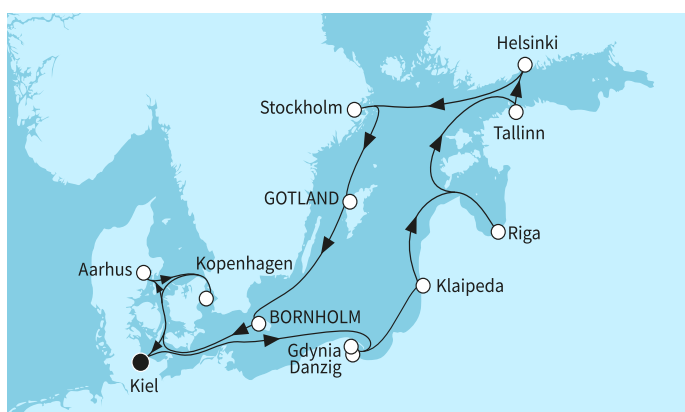 Helsinki
Stockholm
Tallinn
GOTLAND
Riga
Kopenhagen
Aarhus
Klaipeda
BORNHOLM
Gdynia
Danzig
Kiel